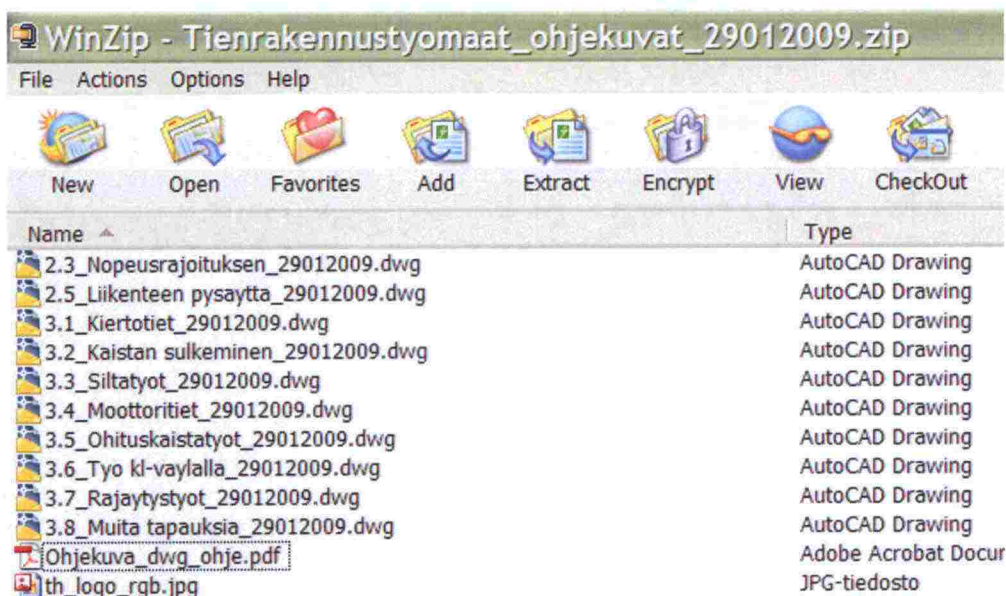 WinZip - Tienrakennustyomaat_ohjekuvat_29012009.zip
File Actions Options Help
New Open Favorites Add Extract Encrypt View CheckOut
Name Type
2.3_Nopeusrajoituksen_29012009.dwg AutoCAD Drawing
2.5_Liikenteen pysaytta_29012009.dwg AutoCAD Drawing
3.1_Kiertotiet_29012009.dwg AutoCAD Drawing
3.2_Kaistan sulkeminen_29012009.dwg AutoCAD Drawing
3.3_Siltatyot_29012009.dwg AutoCAD Drawing
3.4_Moottoritiet_29012009.dwg AutoCAD Drawing
3.5_Ohituskaistatyot_29012009.dwg AutoCAD Drawing
3.6_Tyo kl-vaylalla_29012009.dwg AutoCAD Drawing
3.7_Rajaytystyot_29012009.dwg AutoCAD Drawing
3.8_Muita tapauksia_29012009.dwg AutoCAD Drawing
Ohjekuva_dwg_ohje.pdf Adobe Acrobat Docur
th_logo_rgb.jpg JPG-tiedosto